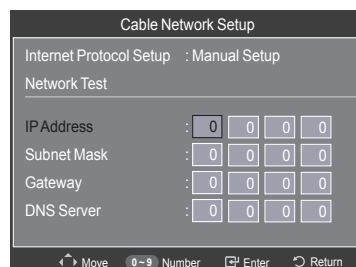 Cable Network Setup
Internet Protocol Setup : Manual Setup
Network Test
IP Address : 0 0 0 0
Subnet Mask : 0 0 0 0
Gateway : 0 0 0 0
DNS Server : 0 0 0 0
Move 0~9 Number Enter Return